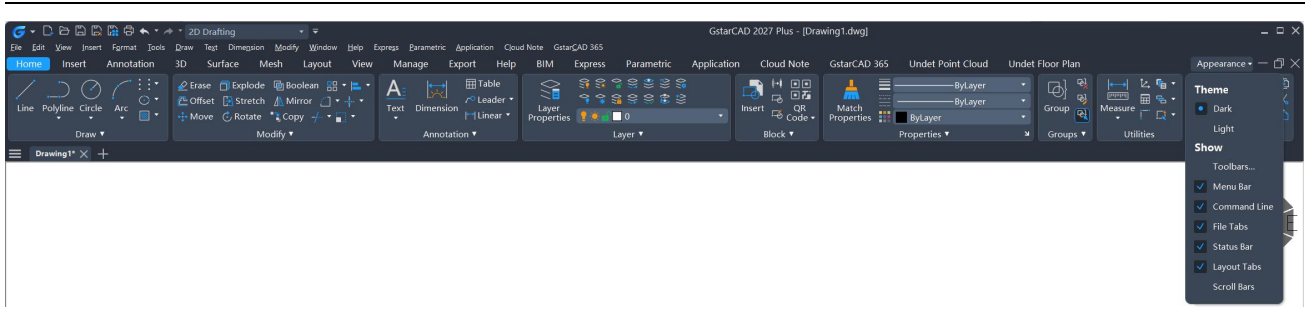 2D Drafting GstarCAD 2027 Plus - [Drawing1.dwg]
File Edit View Insert Format Tools Draw Text Dimension Modify Window Help Express Parametric Application Cloud Note GstarCAD 365
Home Insert Annotation 3D Surface Mesh Layout View Manage Export Help BIM Express Parametric Application Cloud Note GstarCAD 365 Undet Point Cloud Undet Floor Plan Appearance
Line Polyline Circle Arc
Draw
Erase Explode Boolean
Offset Stretch Mirror
Move Rotate Copy
Modify
Text Dimension
Table
Leader
Linear
Annotation
Layer Properties
0
Layer
Insert
QR Code
Block
Match Properties
ByLayer
ByLayer
ByLayer
Properties
Group
Groups
Measure
Utilities
Theme
Dark
Light
Show
Toolbars...
Menu Bar
Command Line
File Tabs
Status Bar
Layout Tabs
Scroll Bars
Drawing1*
E